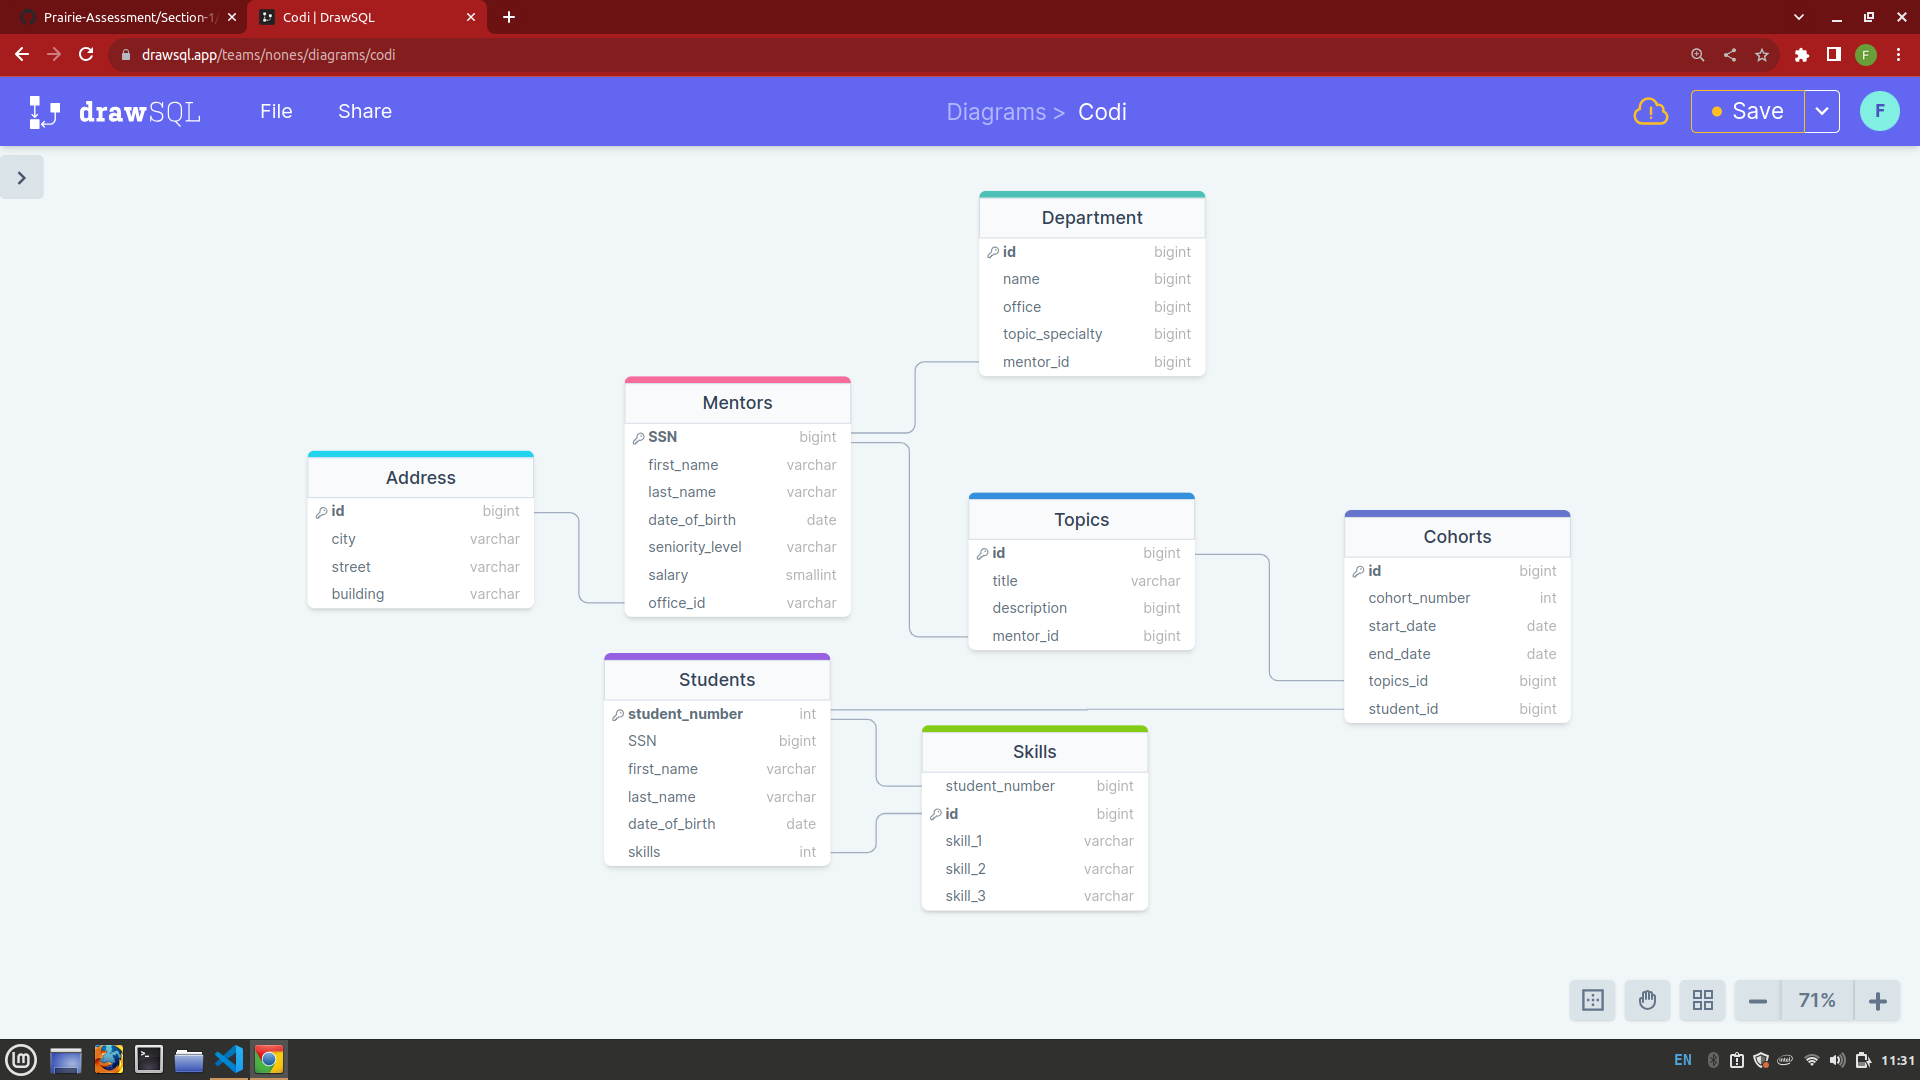 Prairie-Assessment/Section-1/
Codi | DrawSQL
drawsql.app/teams/nones/diagrams/codi
F
drawSQL
File
Share
Diagrams > Codi
Save
F
Department
id bigint
name bigint
office bigint
topic_specialty bigint
mentor_id bigint
Mentors
SSN bigint
first_name varchar
last_name varchar
date_of_birth date
seniority_level varchar
salary smallint
office_id varchar
Address
id bigint
city varchar
street varchar
building varchar
Topics
id bigint
title varchar
description bigint
mentor_id bigint
Cohorts
id bigint
cohort_number int
start_date date
end_date date
topics_id bigint
student_id bigint
Students
student_number int
SSN bigint
first_name varchar
last_name varchar
date_of_birth date
skills int
Skills
student_number bigint
id bigint
skill_1 varchar
skill_2 varchar
skill_3 varchar
71%
EN
11:31